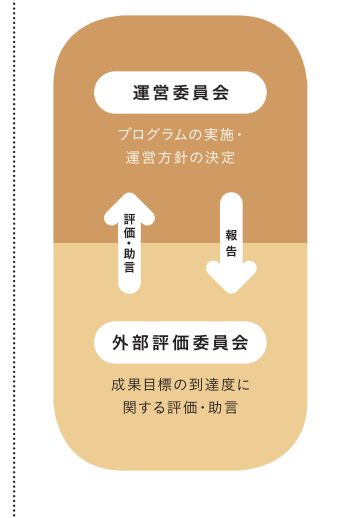 運営委員会
プログラムの実施・
運営方針の決定
評価・助言
報告
外部評価委員会
成果目標の到達度に
関する評価・助言